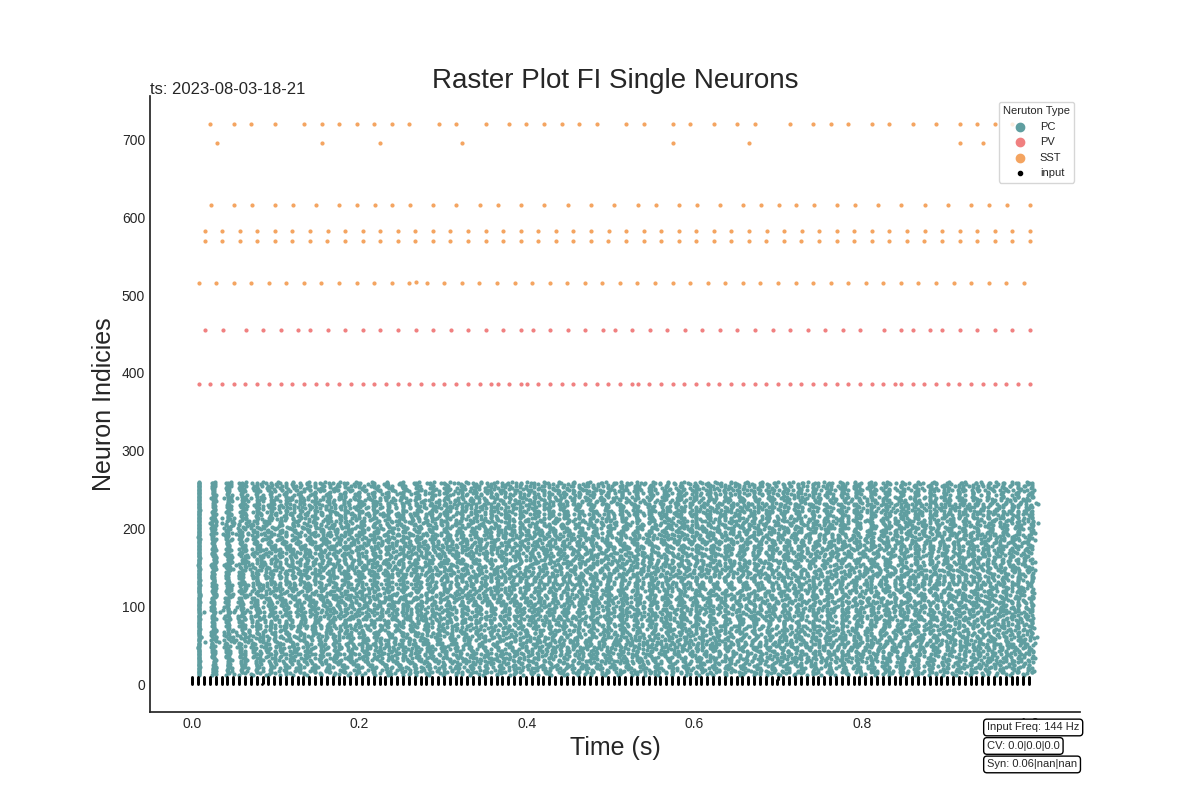 Raster Plot FI Single Neurons
ts: 2023-08-03-18-21
Neruton Type
PC
PV
SST
input
Neuron Indicies
700
600
500
400
300
200
100
0
0.0 0.2 0.4 0.6 0.8
Time (s)
Input Freq: 144 Hz
CV: 0.0|0.0|0.0
Syn: 0.06|nan|nan